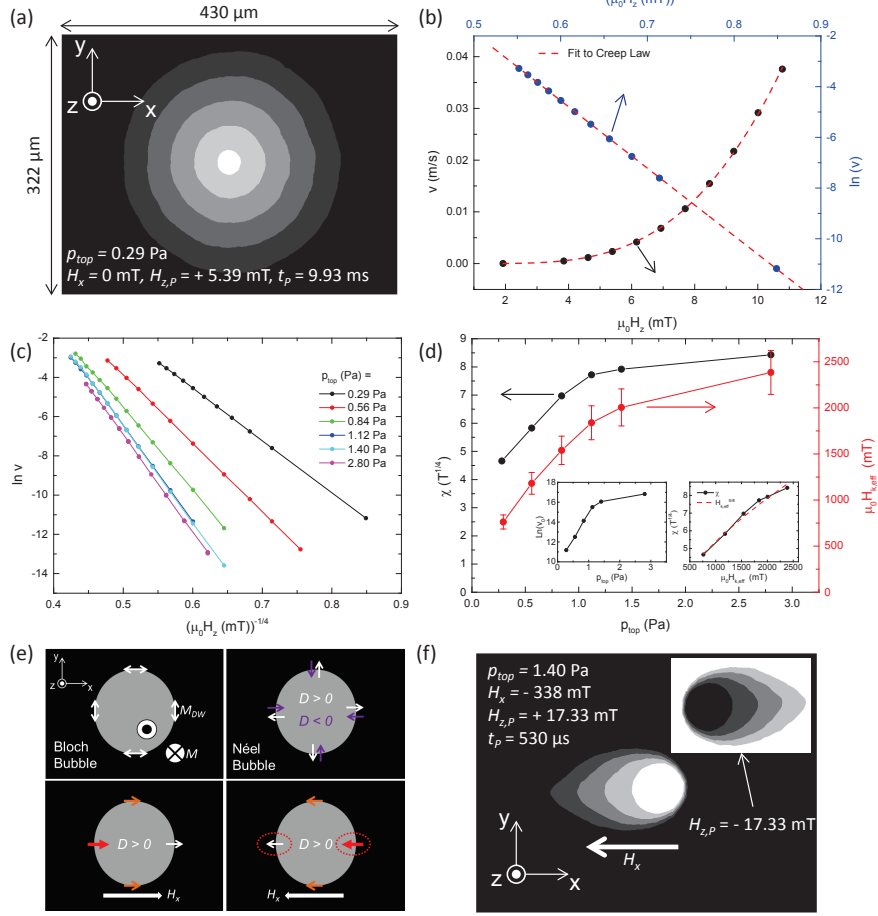 (a)
430 μm
322 μm
y
z
x
p_top = 0.29 Pa
H_x = 0 mT, H_z,P = + 5.39 mT, t_P = 9.93 ms
(b)
(μ₀H_z (mT))
0.5 0.6 0.7 0.8 0.9
Fit to Creep Law
v (m/s)
0.04
0.03
0.02
0.01
0.00
2 4 6 8 10 12
μ₀H_z (mT)
ln (v)
-2
-4
-6
-8
-10
-12
(c)
ln v
-2
-4
-6
-8
-10
-12
-14
p_top (Pa) =
0.29 Pa
0.56 Pa
0.84 Pa
1.12 Pa
1.40 Pa
2.80 Pa
0.4 0.5 0.6 0.7 0.8 0.9
(μ₀H_z (mT))^-1/4
(d)
χ (T^1/4)
9
8
7
6
5
4
3
2
1
0
0.0 0.5 1.0 1.5 2.0 2.5 3.0
p_top (Pa)
μ₀H_k,eff (mT)
2500
2000
1500
1000
500
0
Ln(v₀)
18
16
14
12
10
0 1 2 3
p_top (Pa)
χ (T^1/4)
8
7
6
5
χ
H_k,eff^5/8
500 1000 1500 2000 2500
μ₀H_k,eff (mT)
(e)
y
z
x
M_DW
M
Bloch
Bubble
D > 0
D < 0
Néel
Bubble
D > 0
H_x
D > 0
H_x
(f)
p_top = 1.40 Pa
H_x = - 338 mT
H_z,P = + 17.33 mT
t_P = 530 μs
H_z,P = - 17.33 mT
H_x
y
z
x